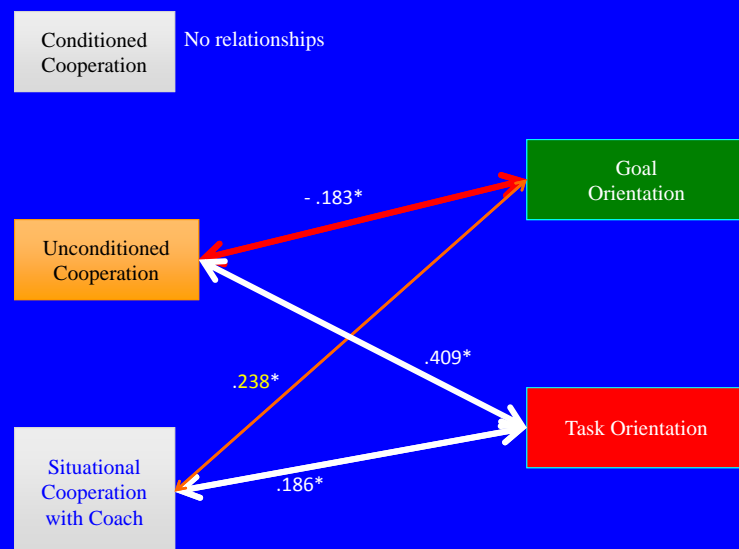 Conditioned
Cooperation
No relationships
Goal
Orientation
- .183*
Unconditioned
Cooperation
.409*
.238*
Task Orientation
Situational
Cooperation
with Coach
.186*